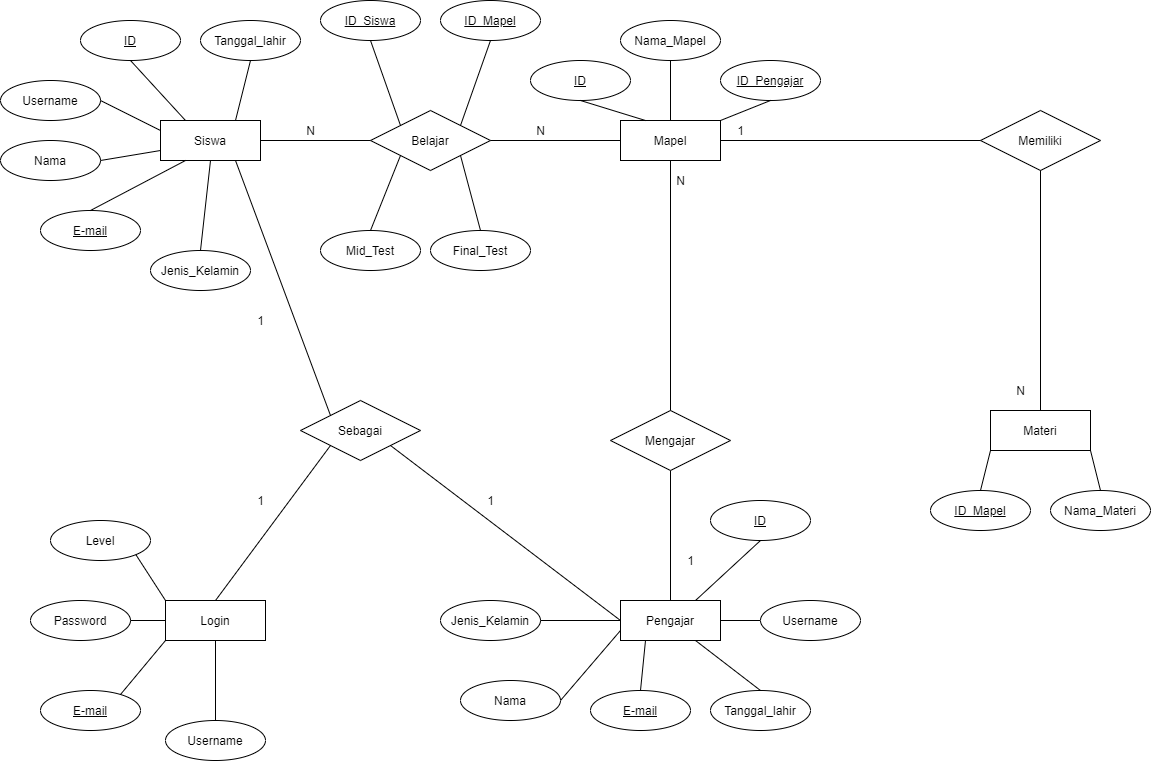 ID_Siswa
ID_Mapel
ID
Tanggal_lahir
Nama_Mapel
ID
ID_Pengajar
Username
Siswa
N
Belajar
N
Mapel
1
Memiliki
Nama
N
E-mail
Mid_Test
Final_Test
Jenis_Kelamin
1
N
Sebagai
Mengajar
Materi
1
1
ID_Mapel
Nama_Materi
ID
Level
1
Password
Login
Jenis_Kelamin
Pengajar
Username
E-mail
Nama
E-mail
Tanggal_lahir
Username